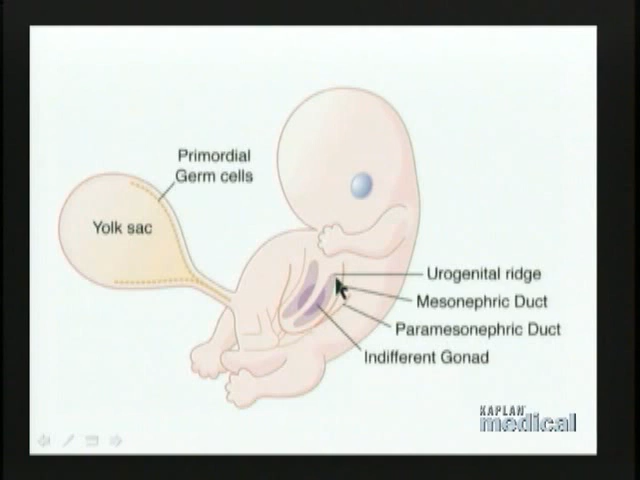 Primordial
Germ cells
Yolk sac
Urogenital ridge
Mesonephric Duct
Paramesonephric Duct
Indifferent Gonad
KAPLAN
medical